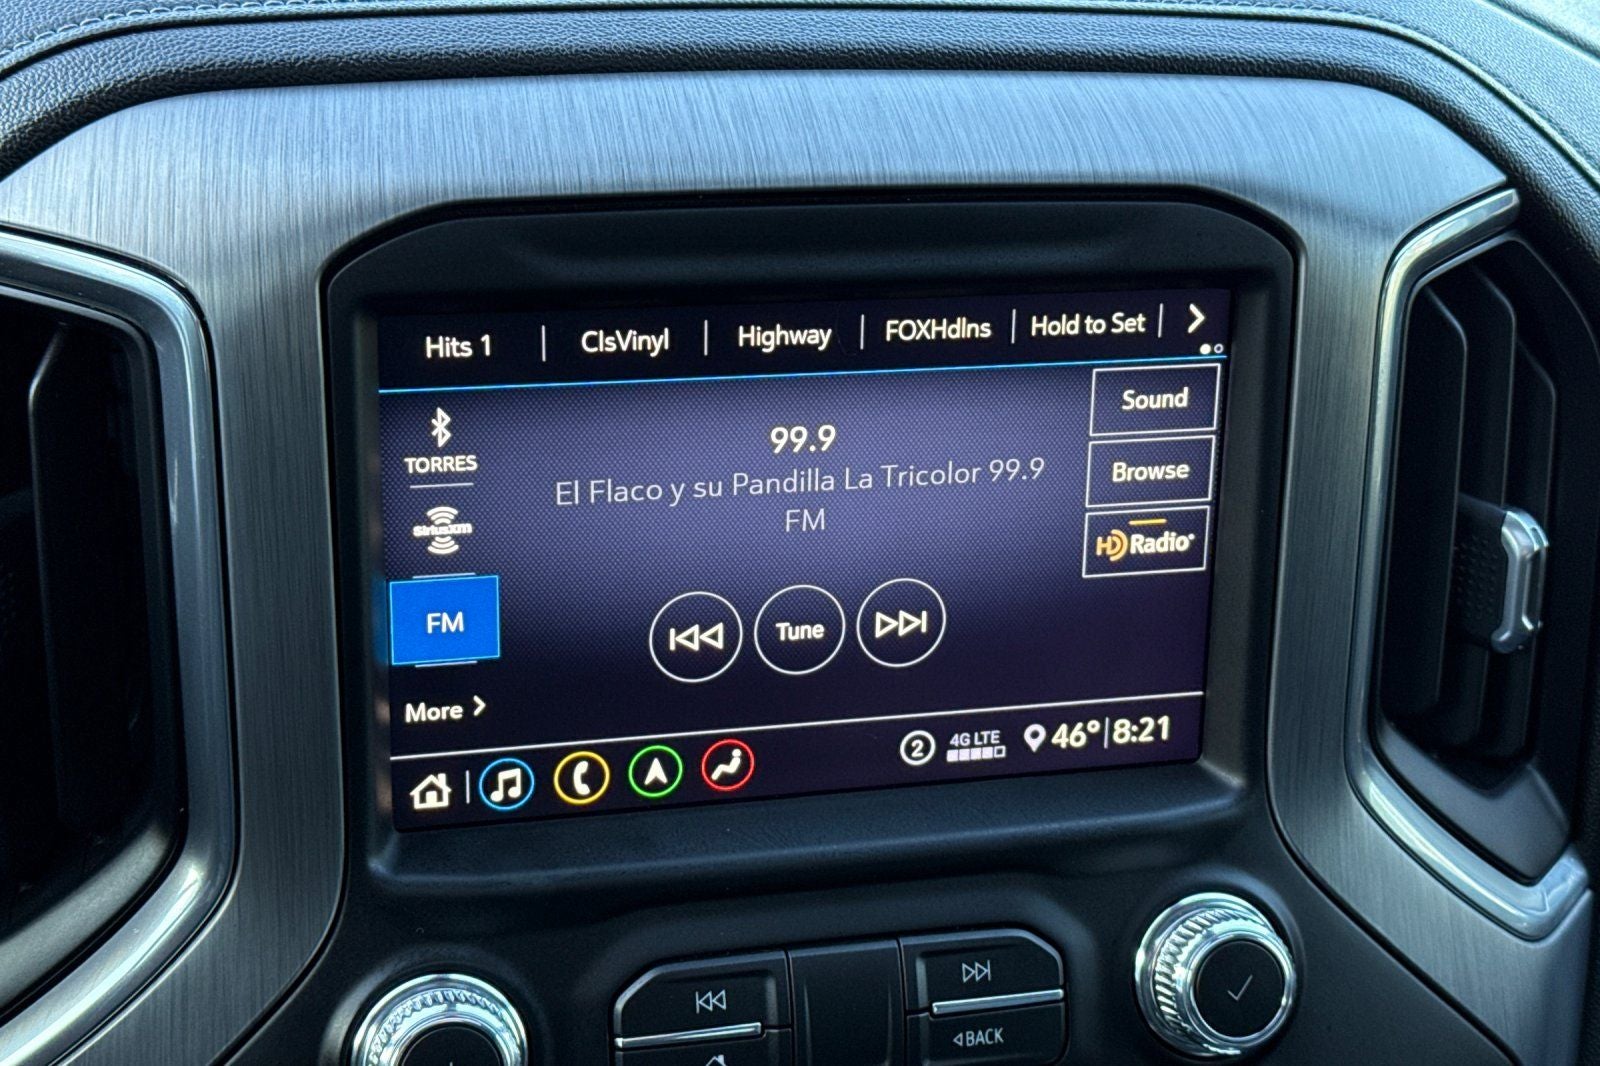 Hits 1 ClsVinyl Highway FOXHdlns Hold to Set
TORRES
SiriusXM
FM
More
99.9
El Flaco y su Pandilla La Tricolor 99.9
FM
Tune
Sound
Browse
HD Radio
2 4G LTE 46° 8:21
BACK